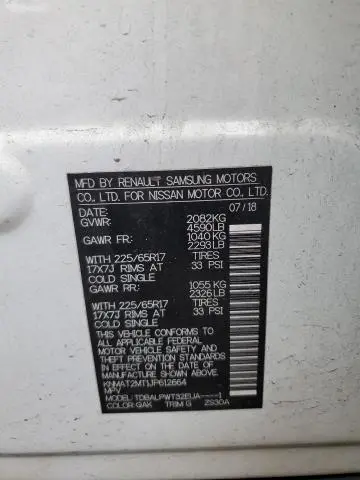 MFD BY RENAULT SAMSUNG MOTORS
CO., LTD. FOR NISSAN MOTOR CO., LTD.
DATE: 07/18
GVWR: 2082KG
4590LB
GAWR FR: 1040 KG
2293LB
WITH 225/65R17 TIRES
17X7J RIMS AT 33 PSI
COLD SINGLE
GAWR RR: 1055 KG
2326LB
WITH 225/65R17 TIRES
17X7J RIMS AT 33 PSI
COLD SINGLE
THIS VEHICLE CONFORMS TO
ALL APPLICABLE FEDERAL
MOTOR VEHICLE SAFETY
THEFT PREVENTION STANDARDS
IN EFFECT ON THE DATE OF
MANUFACTURE SHOWN ABOVE
KNMAT2MT1JP612664
MPV
MODEL: TDBALPWT32EUA-----1
COLOR: QAK TRIM: G ZS30A